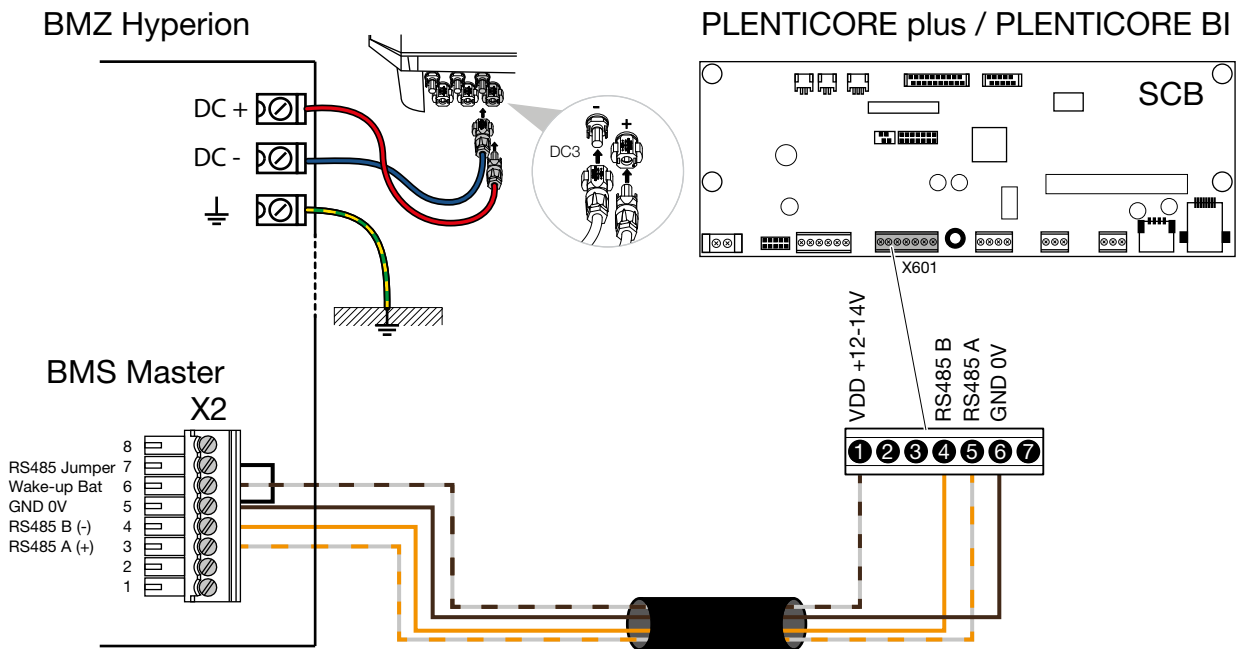 BMZ Hyperion
PLENTICORE plus / PLENTICORE BI
DC +
DC -
DC3
-
+
SCB
X601
BMS Master
X2
8
RS485 Jumper 7
Wake-up Bat 6
GND 0V 5
RS485 B (-) 4
RS485 A (+) 3
2
1
VDD +12-14V
RS485 B
RS485 A
GND 0V
1 2 3 4 5 6 7